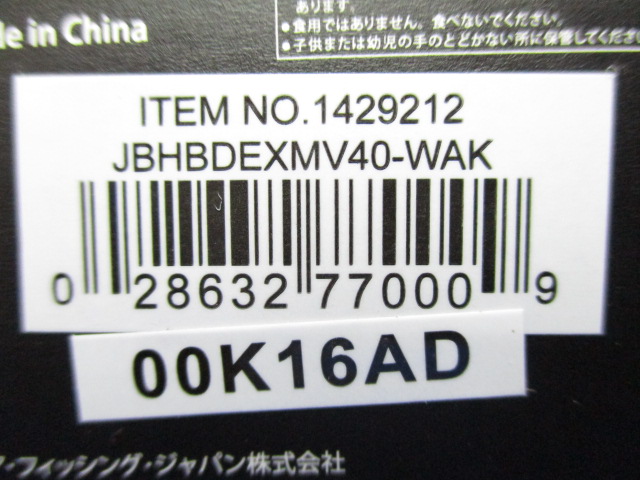 あります。
●食用ではありません。食べないでください。
●子供または幼児の手のとどかない所に保管してくださ
in China
ITEM NO.1429212
JBHBDEXMV40-WAK
0 28632 77000 9
00K16AD
ア・フィッシング・ジャパン株式会社